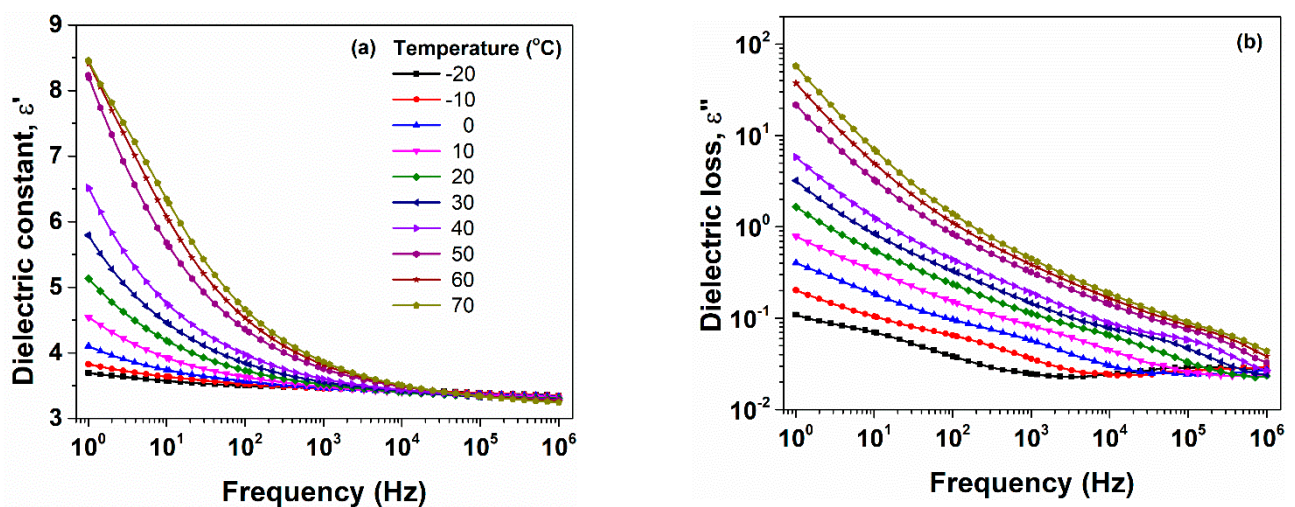 (a) Temperature (°C)
-20
-10
0
10
20
30
40
50
60
70
Dielectric constant, ε'
9
8
7
6
5
4
3
10⁰ 10¹ 10² 10³ 10⁴ 10⁵ 10⁶
Frequency (Hz)
(b)
Dielectric loss, ε"
10²
10¹
10⁰
10⁻¹
10⁻²
10⁰ 10¹ 10² 10³ 10⁴ 10⁵ 10⁶
Frequency (Hz)